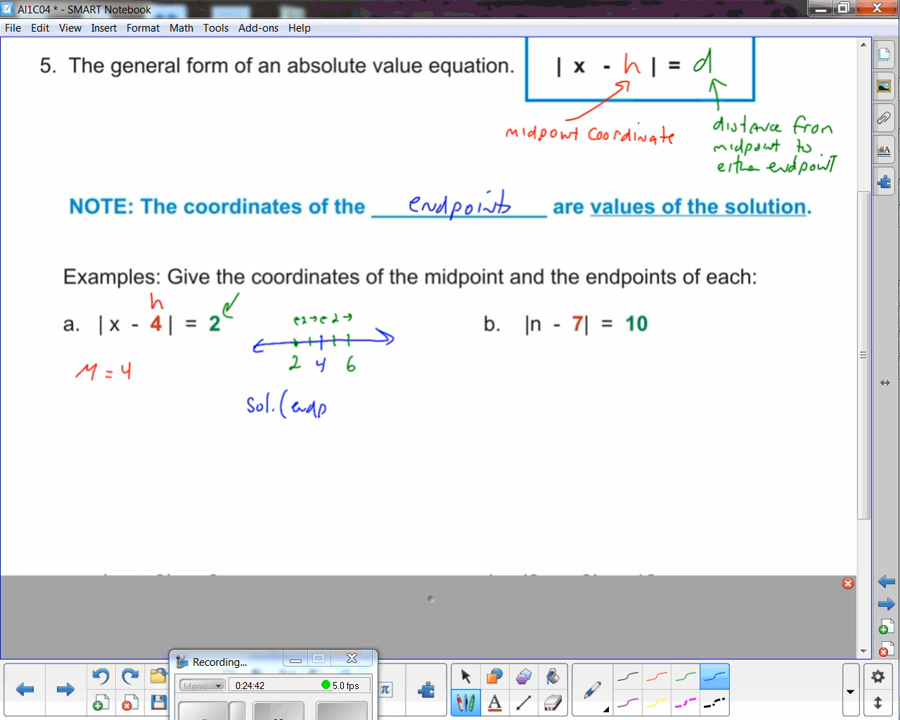 AI1C04 * - SMART Notebook
File Edit View Insert Format Math Tools Add-ons Help
5. The general form of an absolute value equation. | x - h | = d
midpoint coordinate
distance from
midpoint to
either endpoint
NOTE: The coordinates of the endpoints are values of the solution.
Examples: Give the coordinates of the midpoint and the endpoints of each:
h
a. | x - 4 | = 2
←2→←2→
2 4 6
b. |n - 7| = 10
M = 4
Sol. (endp
Recording...
Menu
0:24:42
5.0 fps
π
A